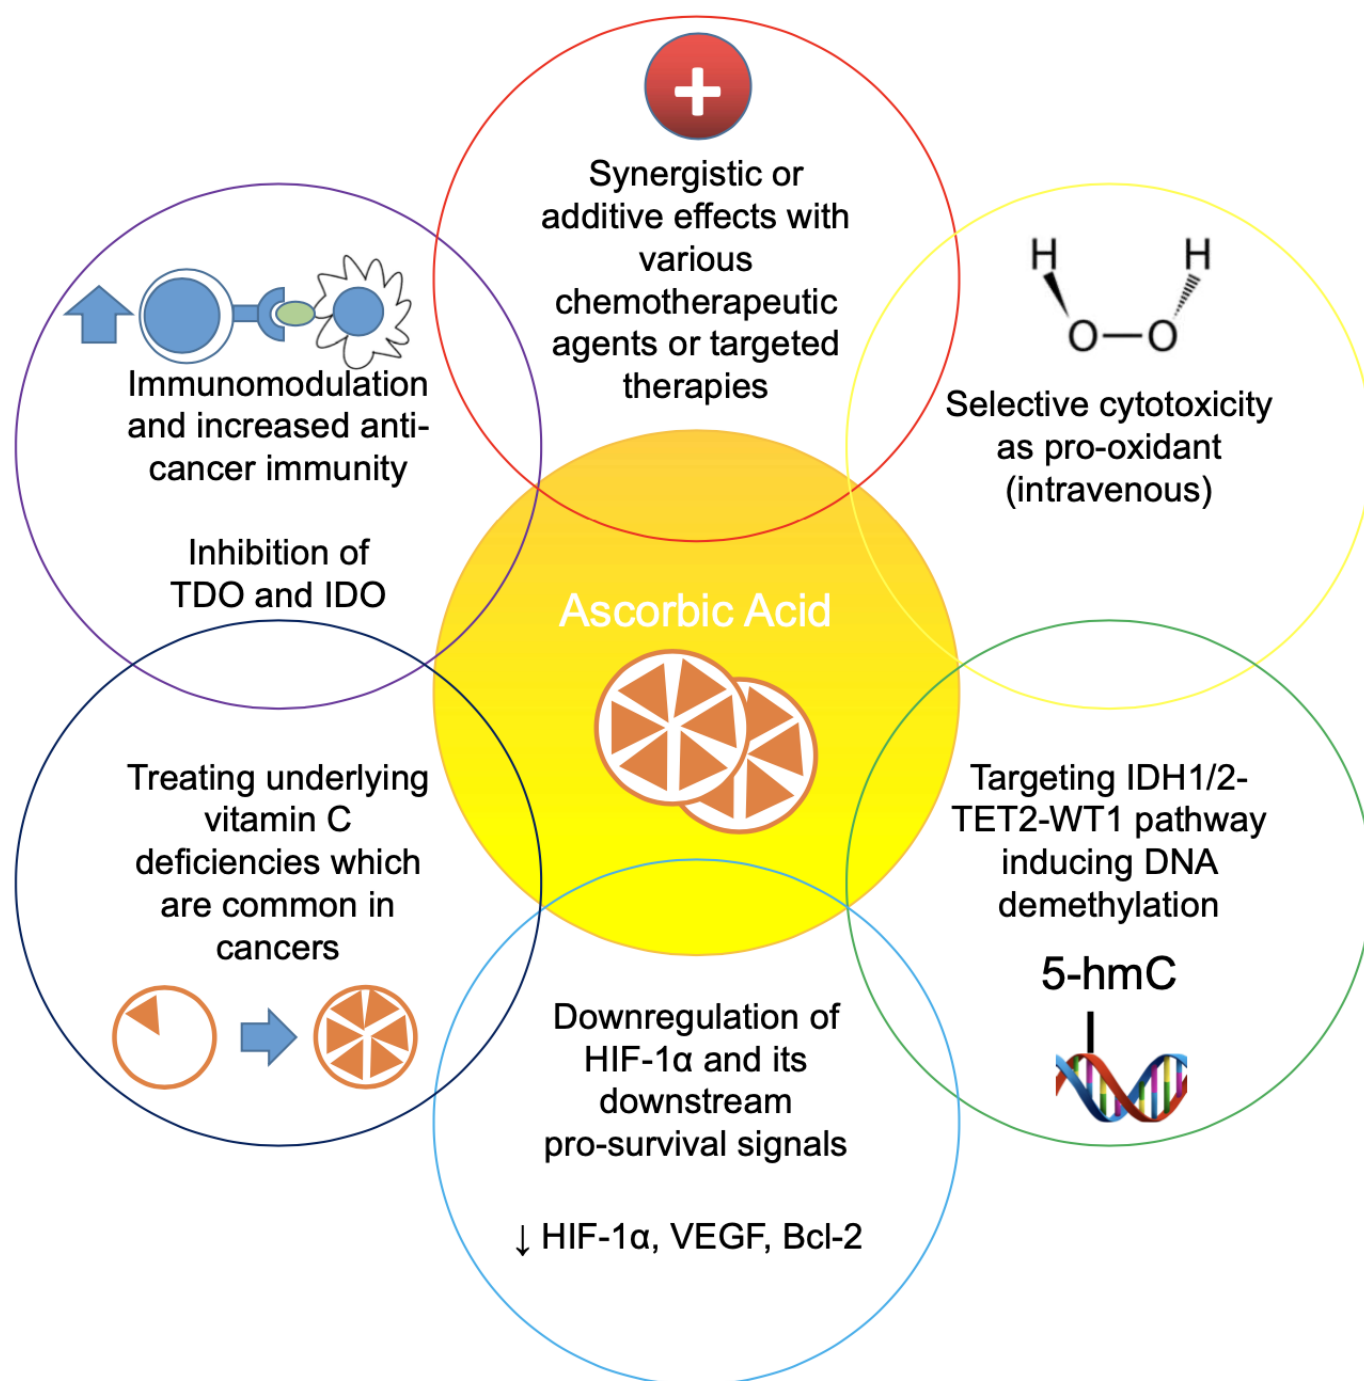 +
Synergistic or
additive effects with
various
chemotherapeutic
agents or targeted
therapies
Immunomodulation
and increased anti-
cancer immunity
Inhibition of
TDO and IDO
H H
O O
Selective cytotoxicity
as pro-oxidant
(intravenous)
Ascorbic Acid
Treating underlying
vitamin C
deficiencies which
are common in
cancers
Targeting IDH1/2-
TET2-WT1 pathway
inducing DNA
demethylation
5-hmC
Downregulation of
HIF-1α and its
downstream
pro-survival signals
↓ HIF-1α, VEGF, Bcl-2